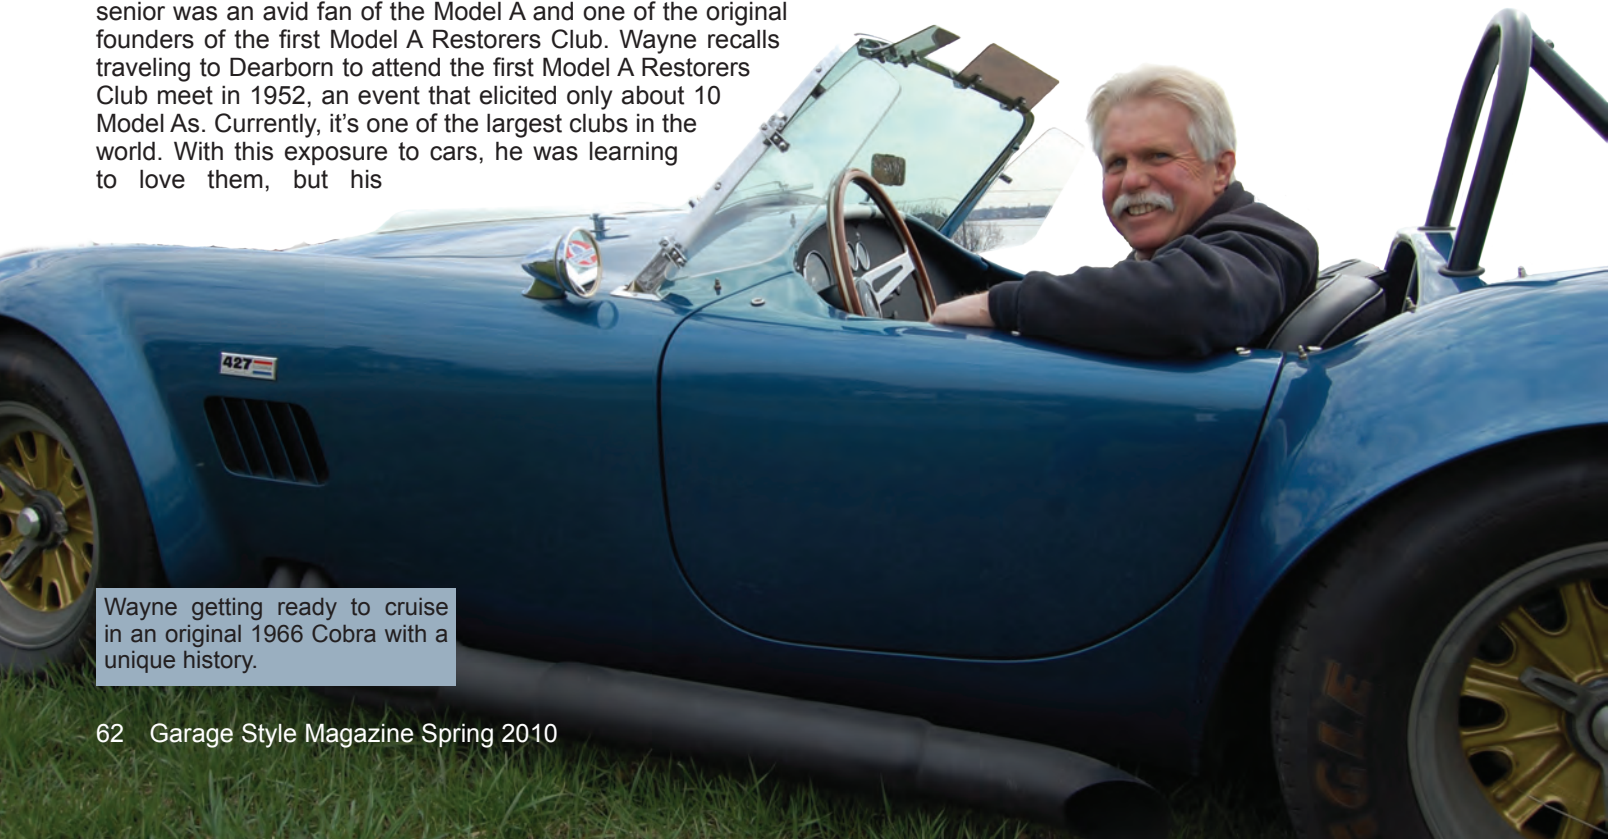 senior was an avid fan of the Model A and one of the original
founders of the first Model A Restorers Club. Wayne recalls
traveling to Dearborn to attend the first Model A Restorers
Club meet in 1952, an event that elicited only about 10
Model As. Currently, it’s one of the largest clubs in the
world. With this exposure to cars, he was learning
to love them, but his
427
Wayne getting ready to cruise
in an original 1966 Cobra with a
unique history.
AGLE
62 Garage Style Magazine Spring 2010